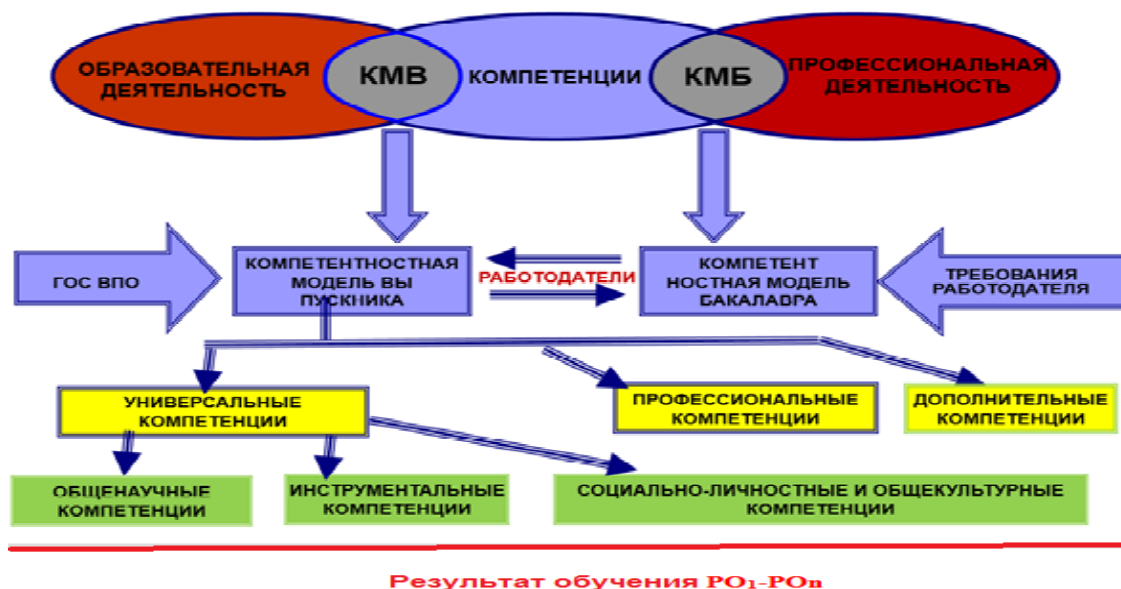 ОБРАЗОВАТЕЛЬНАЯ
ДЕЯТЕЛЬНОСТЬ
КМВ
КОМПЕТЕНЦИИ
КМБ
ПРОФЕССИОНАЛЬНАЯ
ДЕЯТЕЛЬНОСТЬ
ГОС ВПО
КОМПЕТЕНТНОСТНАЯ
МОДЕЛЬ ВЫ
ПУСКНИКА
РАБОТОДАТЕЛИ
КОМПЕТЕНТ
НОСТНАЯ МОДЕЛЬ
БАКАЛАВРА
ТРЕБОВАНИЯ
РАБОТОДАТЕЛЯ
УНИВЕРСАЛЬНЫЕ
КОМПЕТЕНЦИИ
ПРОФЕССИОНАЛЬНЫЕ
КОМПЕТЕНЦИИ
ДОПОЛНИТЕЛЬНЫЕ
КОМПЕТЕНЦИИ
ОБЩЕНАУЧНЫЕ
КОМПЕТЕНЦИИ
ИНСТРУМЕНТАЛЬНЫЕ
КОМПЕТЕНЦИИ
СОЦИАЛЬНО-ЛИЧНОСТНЫЕ И ОБЩЕКУЛЬТУРНЫЕ
КОМПЕТЕНЦИИ
Результат обучения РО₁-РОn